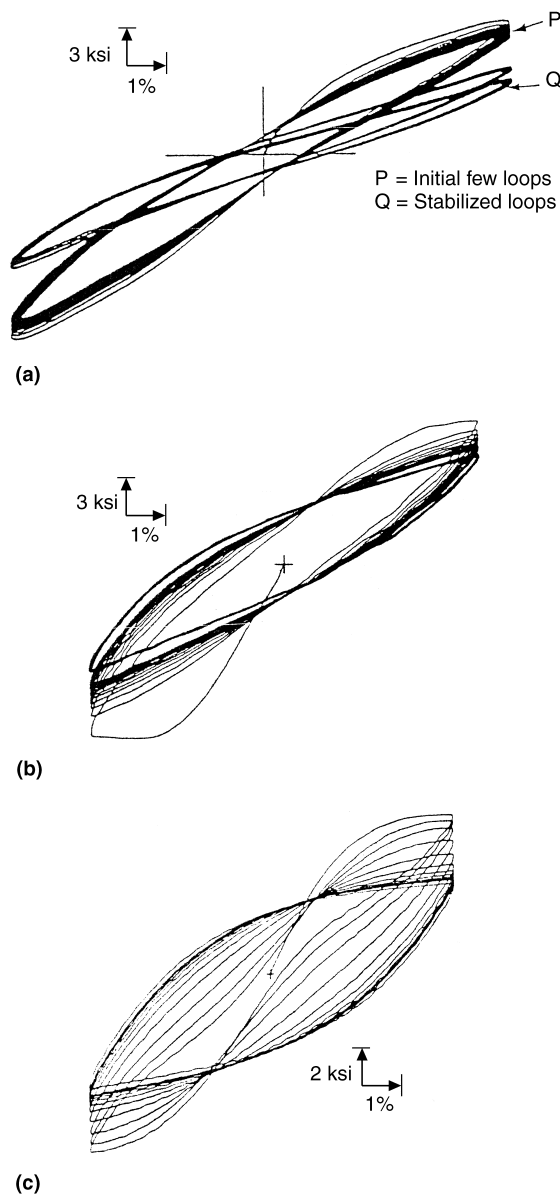 P
3 ksi
1%
Q
P = Initial few loops
Q = Stabilized loops
(a)
3 ksi
1%
(b)
2 ksi
1%
(c)